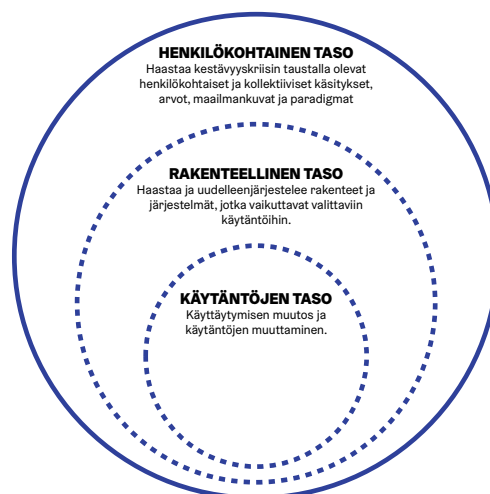 HENKILÖKOHTAINEN TASO
Haastaa kestävyyskriisin taustalla olevat
henkilökohtaiset ja kollektiiviset käsitykset,
arvot, maailmankuvat ja paradigmat
RAKENTEELLINEN TASO
Haastaa ja uudelleenjärjestelee rakenteet ja
järjestelmät, jotka vaikuttavat valittaviin
käytäntöihin.
KÄYTÄNTÖJEN TASO
Käyttäytymisen muutos ja
käytäntöjen muuttaminen.